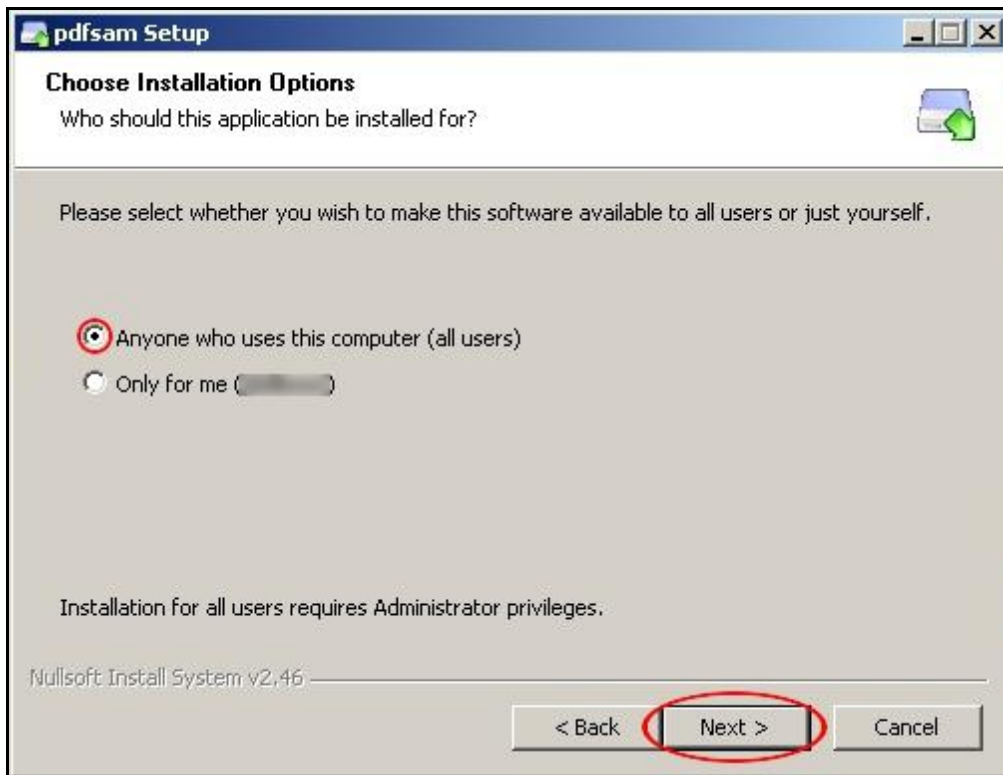 pdfsam Setup
Choose Installation Options
Who should this application be installed for?
Please select whether you wish to make this software available to all users or just yourself.
Anyone who uses this computer (all users)
Only for me ( )
Installation for all users requires Administrator privileges.
Nullsoft Install System v2.46
< Back Next > Cancel